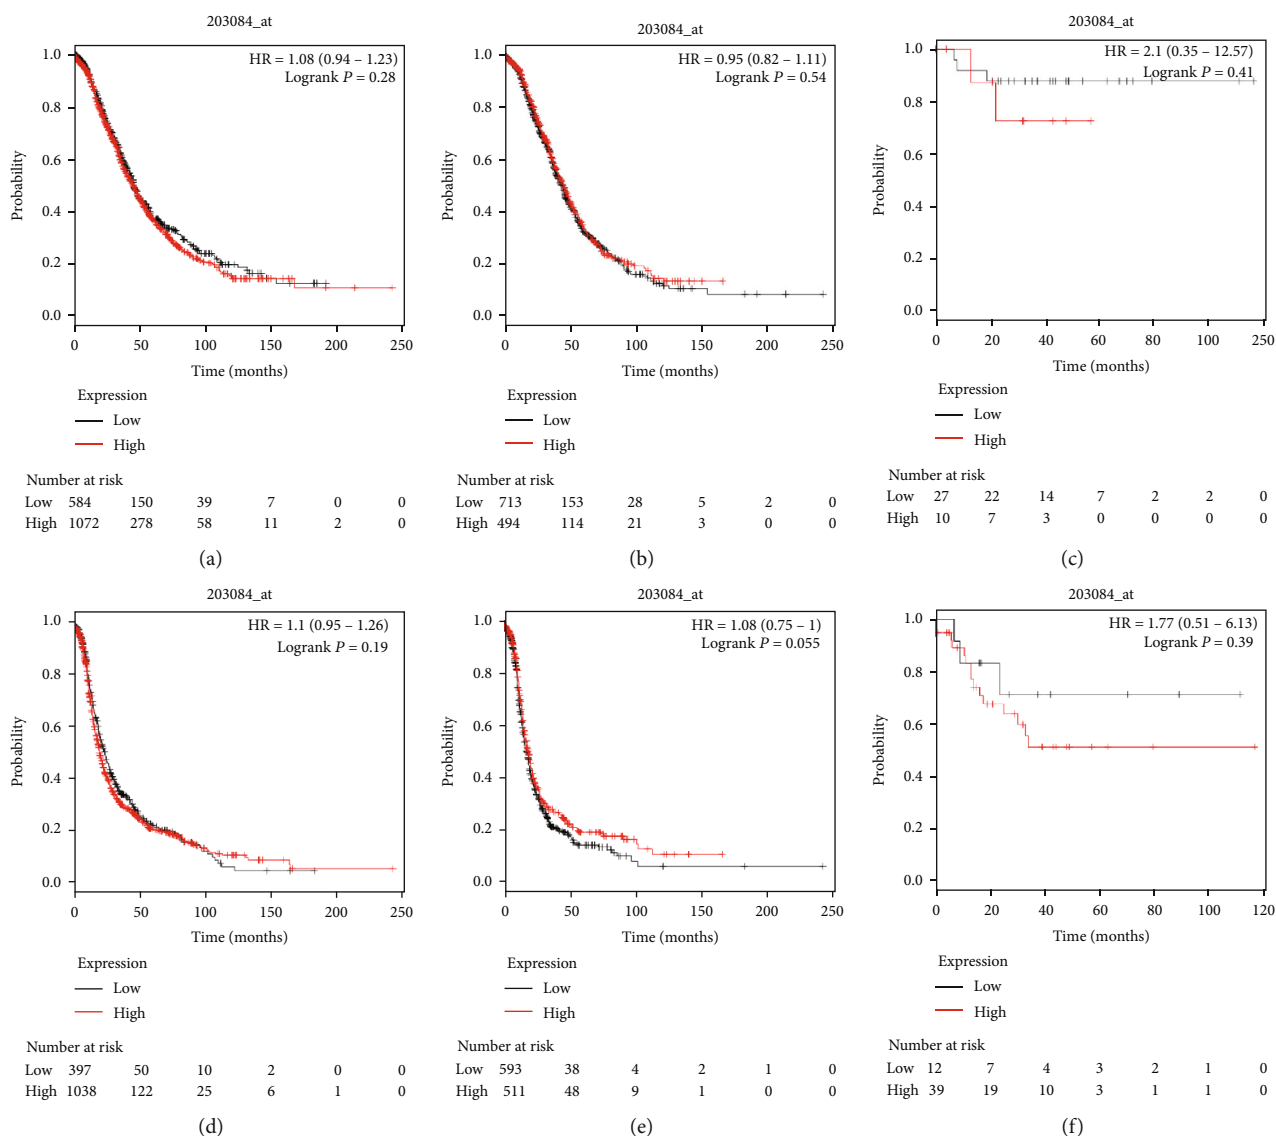 203084_at
HR = 1.08 (0.94 – 1.23)
Logrank P = 0.28
1.0
0.8
0.6
0.4
0.2
0.0
Probability
0 50 100 150 200 250
Time (months)
Expression
Low
High
Number at risk
Low 584 150 39 7 0 0
High 1072 278 58 11 2 0
(a)
203084_at
HR = 0.95 (0.82 – 1.11)
Logrank P = 0.54
1.0
0.8
0.6
0.4
0.2
0.0
Probability
0 50 100 150 200 250
Time (months)
Expression
Low
High
Number at risk
Low 713 153 28 5 2 0
High 494 114 21 3 0 0
(b)
203084_at
HR = 2.1 (0.35 – 12.57)
Logrank P = 0.41
1.0
0.8
0.6
0.4
0.2
0.0
Probability
0 20 40 60 80 100 250
Time (months)
Expression
Low
High
Number at risk
Low 27 22 14 7 2 2 0
High 10 7 3 0 0 0 0
(c)
203084_at
HR = 1.1 (0.95 – 1.26)
Logrank P = 0.19
1.0
0.8
0.6
0.4
0.2
0.0
Probability
0 50 100 150 200 250
Time (months)
Expression
Low
High
Number at risk
Low 397 50 10 2 0 0
High 1038 122 25 6 1 0
(d)
203084_at
HR = 1.08 (0.75 – 1)
Logrank P = 0.055
1.0
0.8
0.6
0.4
0.2
0.0
Probability
0 50 100 150 200 250
Time (months)
Expression
Low
High
Number at risk
Low 593 38 4 2 1 0
High 511 48 9 1 0 0
(e)
203084_at
HR = 1.77 (0.51 – 6.13)
Logrank P = 0.39
1.0
0.8
0.6
0.4
0.2
0.0
Probability
0 20 40 60 80 100 120
Time (months)
Expression
Low
High
Number at risk
Low 12 7 4 3 2 1 0
High 39 19 10 3 1 1 0
(f)